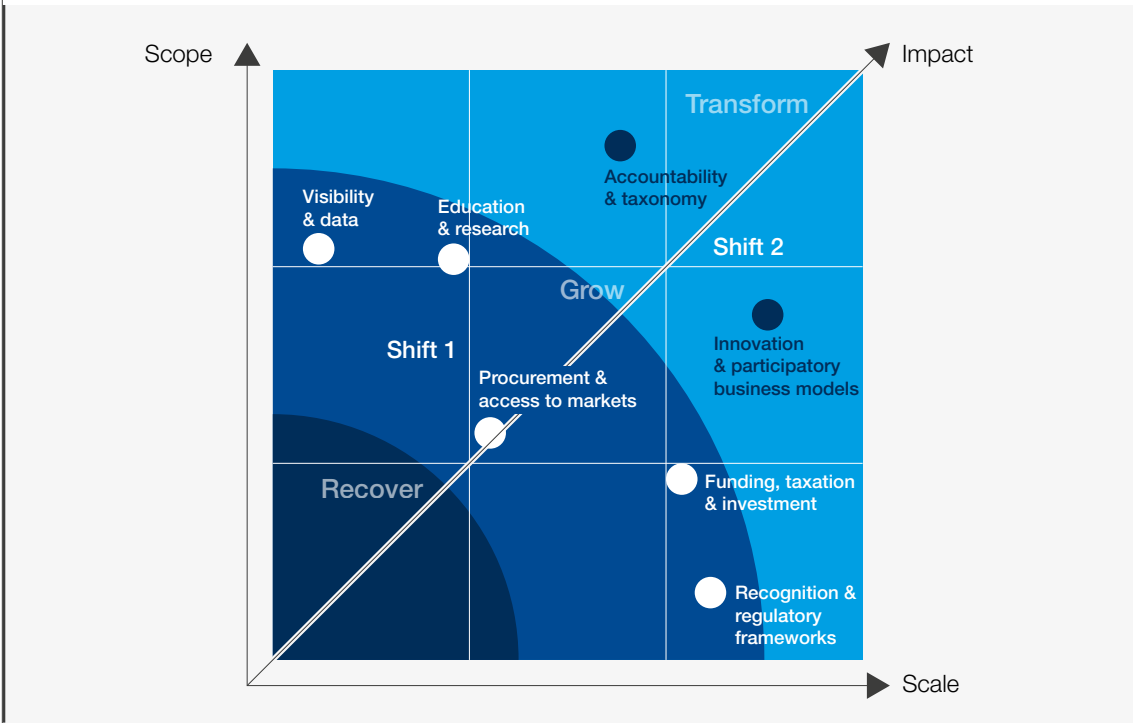 Scope
Impact
Transform
Accountability
& taxonomy
Visibility
& data
Education
& research
Shift 2
Grow
Innovation
& participatory
business models
Shift 1
Procurement &
access to markets
Recover
Funding, taxation
& investment
Recognition &
regulatory
frameworks
Scale